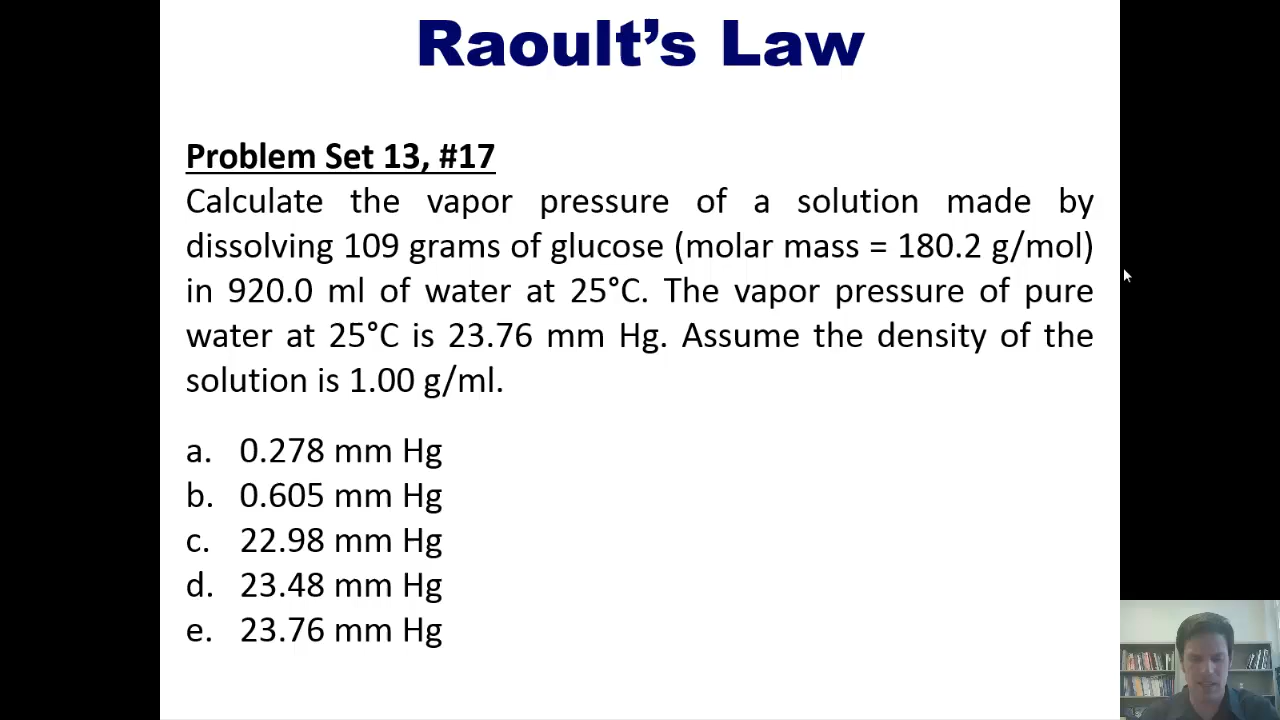 Raoult’s Law
Problem Set 13, #17
Calculate the vapor pressure of a solution made by
dissolving 109 grams of glucose (molar mass = 180.2 g/mol)
in 920.0 ml of water at 25°C. The vapor pressure of pure
water at 25°C is 23.76 mm Hg. Assume the density of the
solution is 1.00 g/ml.
a. 0.278 mm Hg
b. 0.605 mm Hg
c. 22.98 mm Hg
d. 23.48 mm Hg
e. 23.76 mm Hg